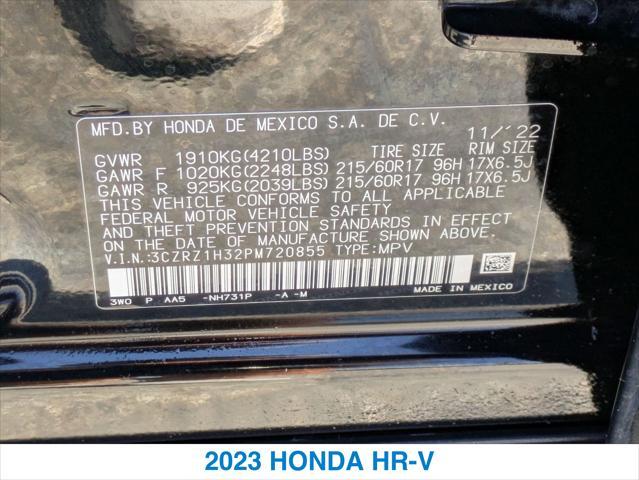 MFD.BY HONDA DE MEXICO S.A. DE C.V. 11/'22
GVWR 1910KG(4210LBS) TIRE SIZE RIM SIZE
GAWR F 1020KG(2248LBS) 215/60R17 96H 17X6.5J
GAWR R 925KG(2039LBS) 215/60R17 96H 17X6.5J
THIS VEHICLE CONFORMS TO ALL APPLICABLE
FEDERAL MOTOR VEHICLE SAFETY
AND THEFT PREVENTION STANDARDS IN EFFECT
ON THE DATE OF MANUFACTURE SHOWN ABOVE.
V.I.N.:3CZRZ1H32PM720855 TYPE:MPV
3W0 P AA5 -NH731P -A -M MADE IN MEXICO
2023 HONDA HR-V